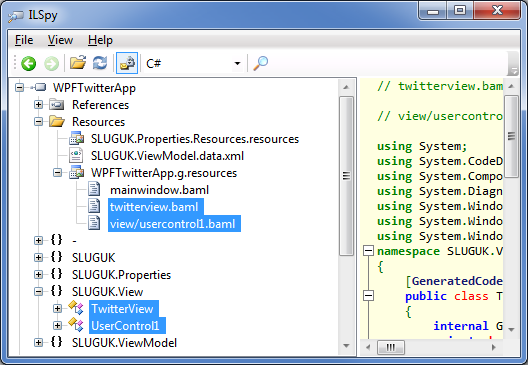 ILSpy
File View Help
C#
WPFTwitterApp
References
Resources
SLUGUK.Properties.Resources.resources
SLUGUK.ViewModel.data.xml
WPFTwitterApp.g.resources
mainwindow.baml
twitterview.baml
view/usercontrol1.baml
{} -
{} SLUGUK
{} SLUGUK.Properties
{} SLUGUK.View
TwitterView
UserControl1
{} SLUGUK.ViewModel
// twitterview.bam
// view/usercontro
using System;
using System.CodeD
using System.Compo
using System.Diagn
using System.Windo
using System.Windo
using System.Windo
namespace SLUGUK.V
{
[GeneratedCode
public class T
{
internal G